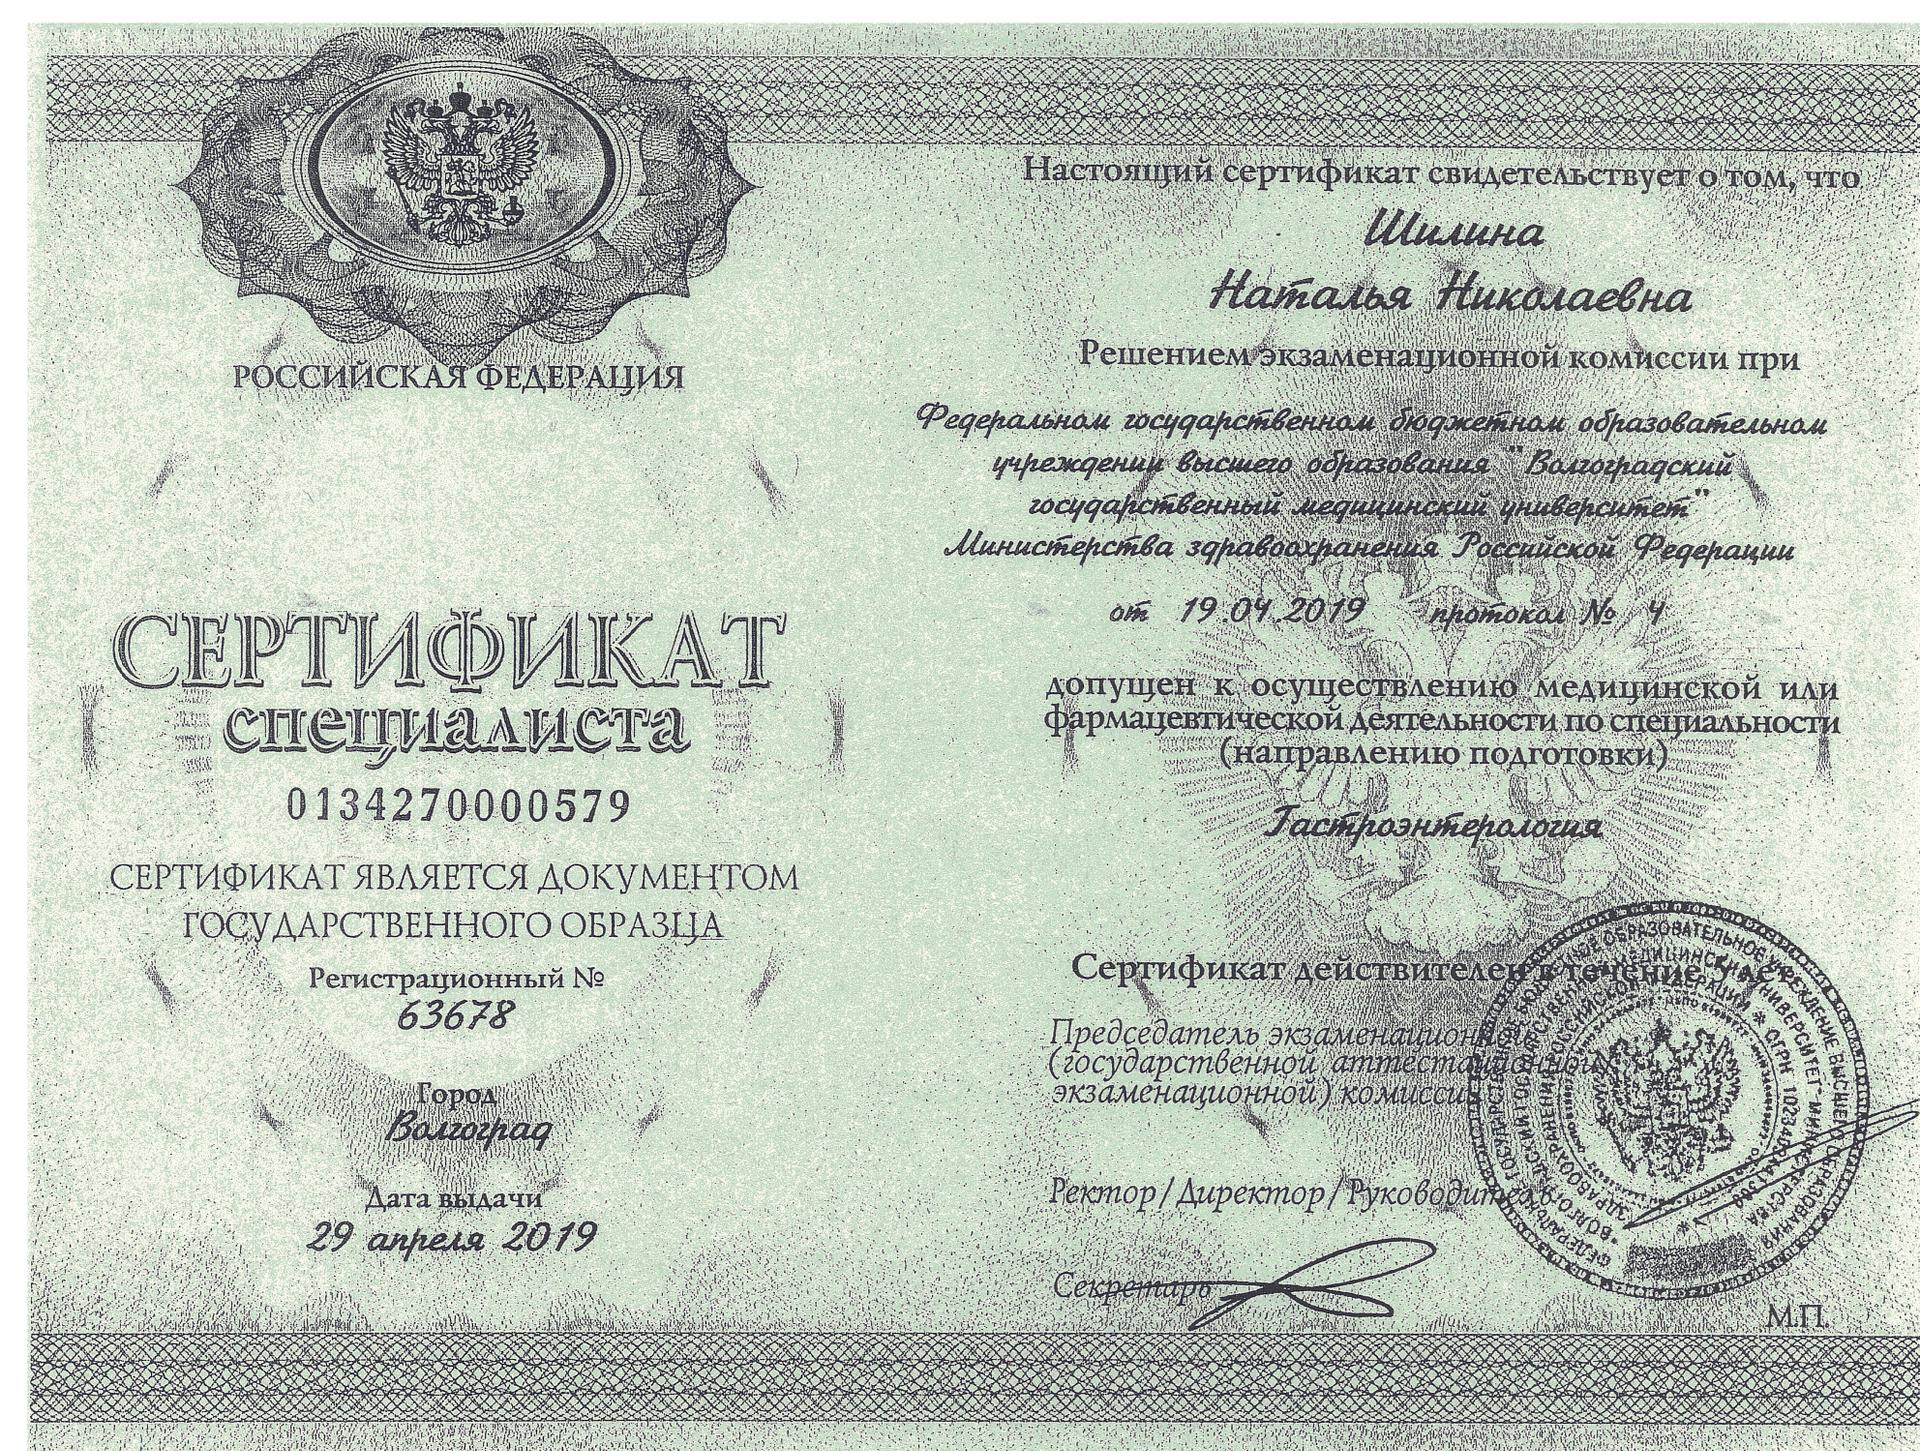 РОССИЙСКАЯ ФЕДЕРАЦИЯ
СЕРТИФИКАТ
специалиста
0134270000579
СЕРТИФИКАТ ЯВЛЯЕТСЯ ДОКУМЕНТОМ
ГОСУДАРСТВЕННОГО ОБРАЗЦА
Регистрационный №
63678
Город
Волгоград
Дата выдачи
29 апреля 2019
Настоящий сертификат свидетельствует о том, что
Шилина
Наталья Николаевна
Решением экзаменационной комиссии при
Федеральном государственном бюджетном образовательном
учреждении высшего образования "Волгоградский
государственный медицинский университет"
Министерства здравоохранения Российской Федерации
от 19.04.2019 протокол № 4
допущен к осуществлению медицинской или
фармацевтической деятельности по специальности
(направлению подготовки)
Гастроэнтерология
Сертификат действителен в течение 5 лет
Председатель экзаменационной
(государственной аттестационной/
экзаменационной) комиссии
Ректор/Директор/Руководитель
Секретарь
М.П.